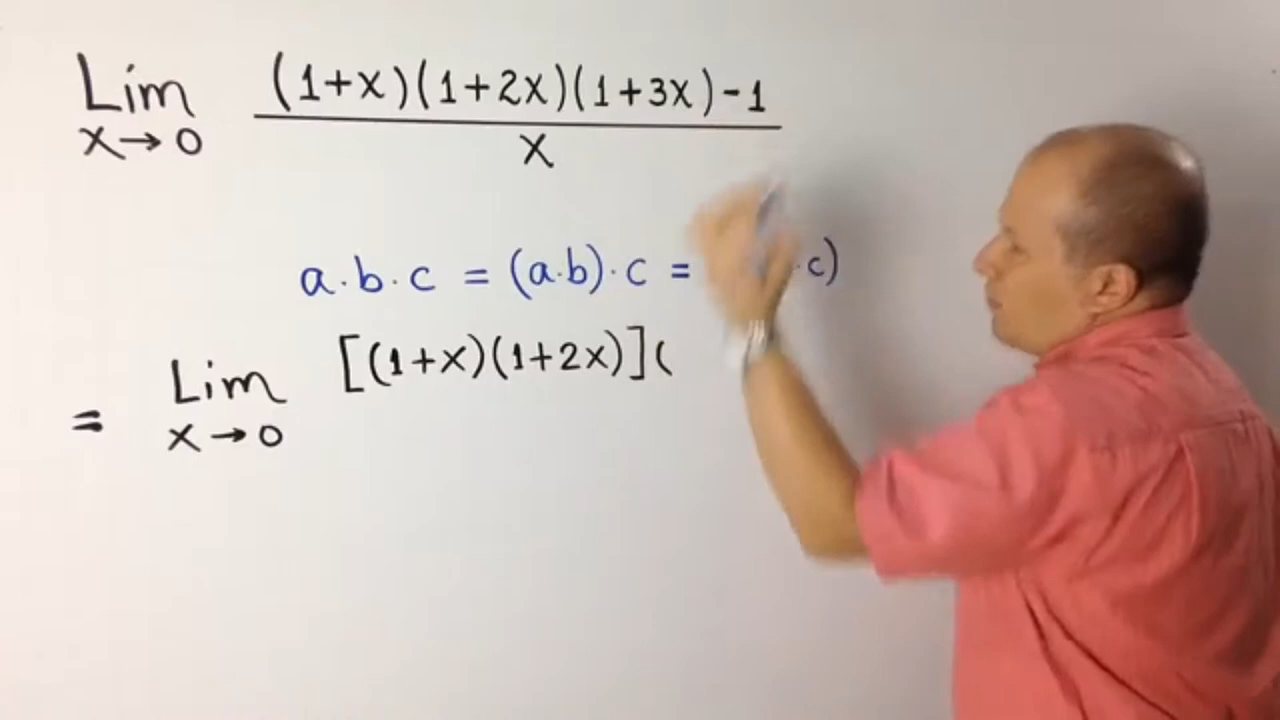 Lim (1+x)(1+2x)(1+3x)-1
x→0 x
a·b·c = (a·b)·c = ·c)
= Lim [(1+x)(1+2x)](
x→0